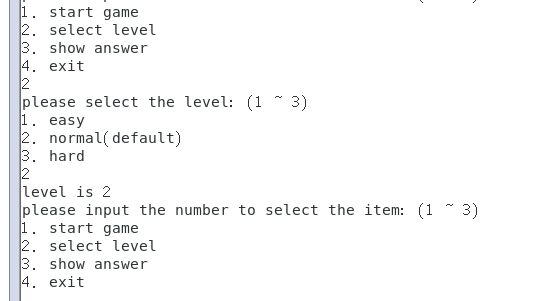 1. start game
2. select level
3. show answer
4. exit
2
please select the level: (1 ~ 3)
1. easy
2. normal(default)
3. hard
2
level is 2
please input the number to select the item: (1 ~ 3)
1. start game
2. select level
3. show answer
4. exit